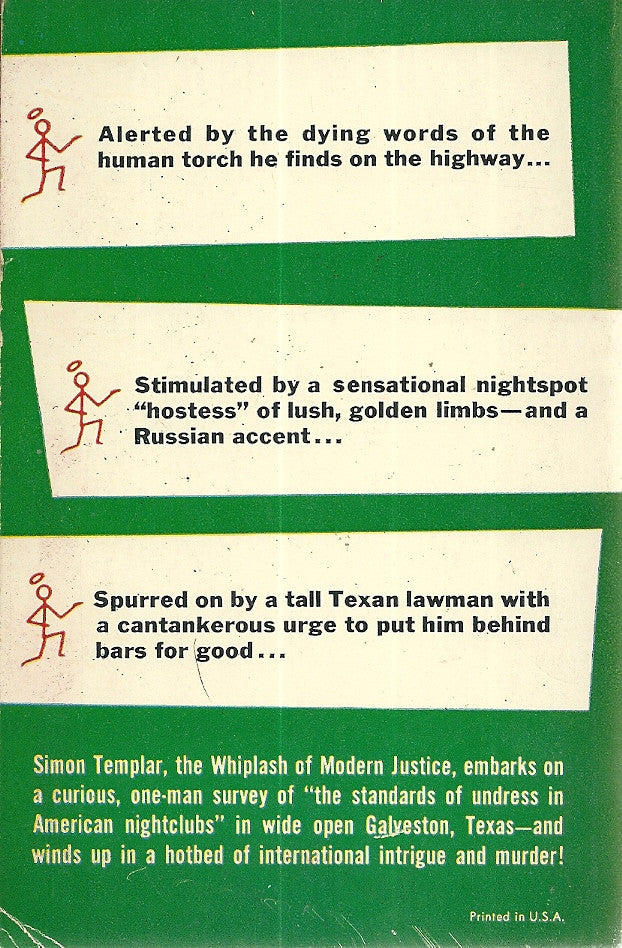 Alerted by the dying words of the
human torch he finds on the highway...
Stimulated by a sensational nightspot
“hostess” of lush, golden limbs—and a
Russian accent...
Spurred on by a tall Texan lawman with
a cantankerous urge to put him behind
bars for good...
Simon Templar, the Whiplash of Modern Justice, embarks on
a curious, one-man survey of “the standards of undress in
American nightclubs” in wide open Galveston, Texas—and
winds up in a hotbed of international intrigue and murder!
Printed in U.S.A.